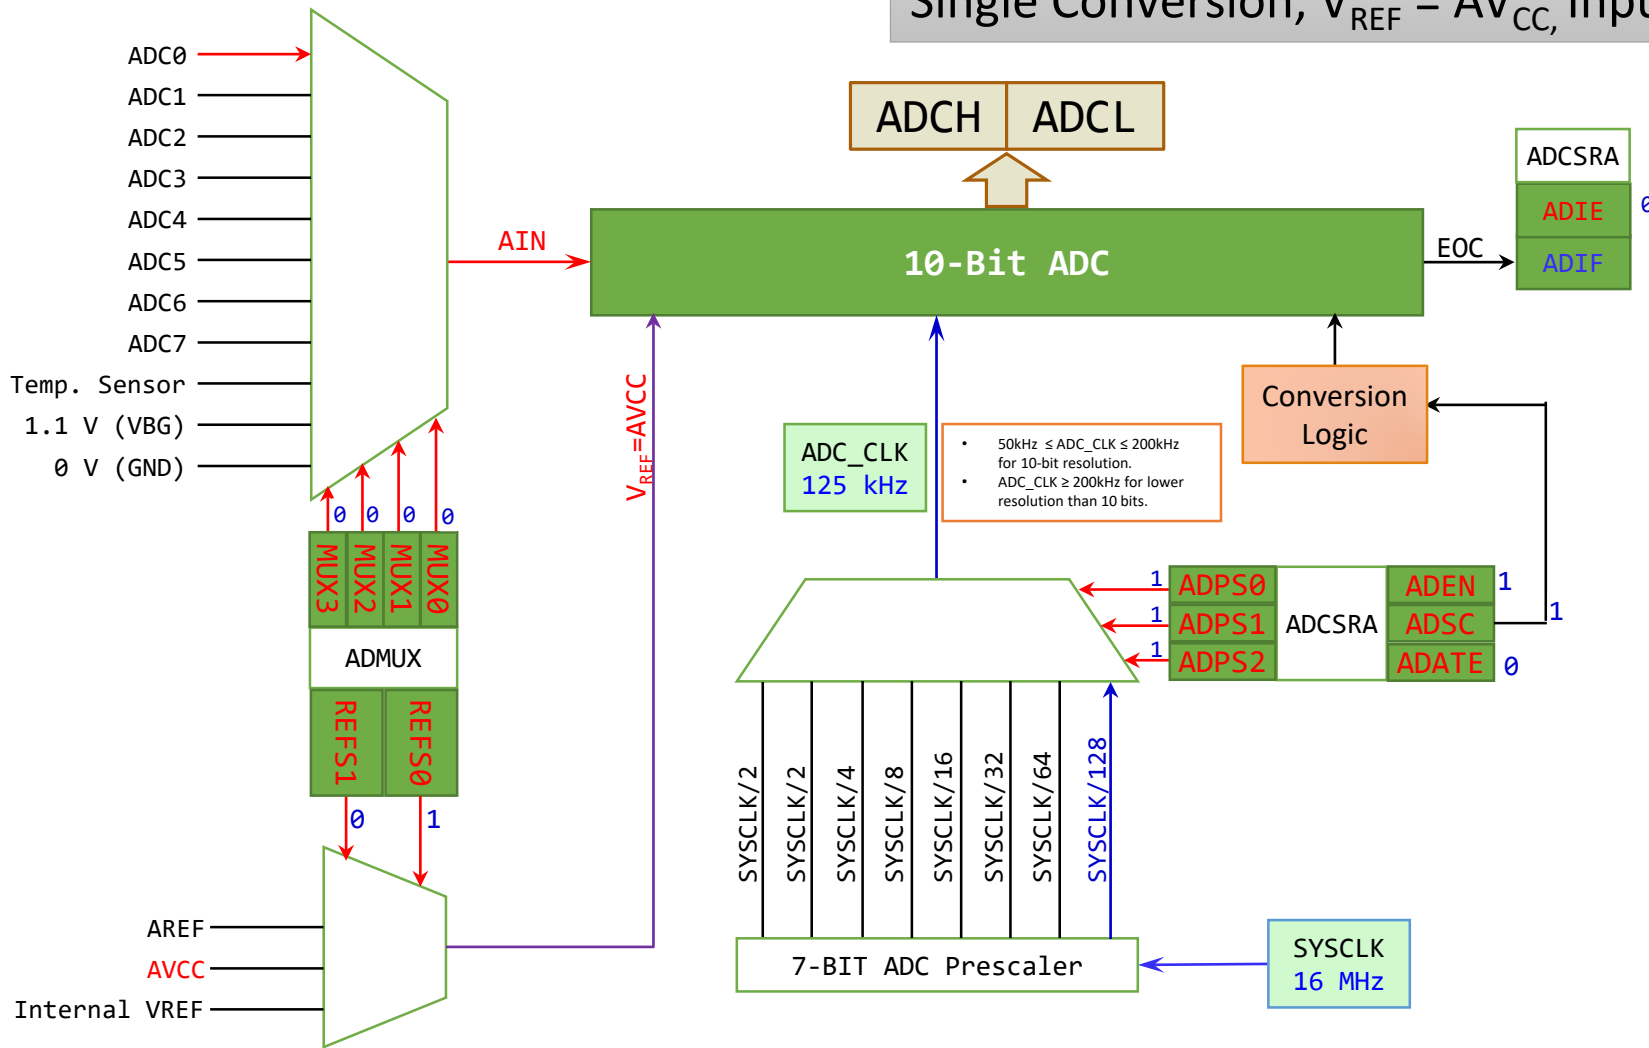 Single Conversion, VREF = AVCC, Inpu
ADC0
ADC1
ADC2
ADC3
ADC4
ADC5
ADC6
ADC7
Temp. Sensor
1.1 V (VBG)
0 V (GND)
AIN
ADCH ADCL
10-Bit ADC
EOC
ADCSRA
ADIE 0
ADIF
VREF=AVCC
ADC_CLK
125 kHz
• 50kHz ≤ ADC_CLK ≤ 200kHz
for 10-bit resolution.
• ADC_CLK ≥ 200kHz for lower
resolution than 10 bits.
Conversion
Logic
0 0 0 0
MUX3 MUX2 MUX1 MUX0
ADMUX
REFS1 REFS0
0 1
AREF
AVCC
Internal VREF
1 ADPS0
1 ADPS1
1 ADPS2
ADCSRA
ADEN 1
ADSC 1
ADATE 0
SYSCLK/2
SYSCLK/2
SYSCLK/4
SYSCLK/8
SYSCLK/16
SYSCLK/32
SYSCLK/64
SYSCLK/128
7-BIT ADC Prescaler
SYSCLK
16 MHz